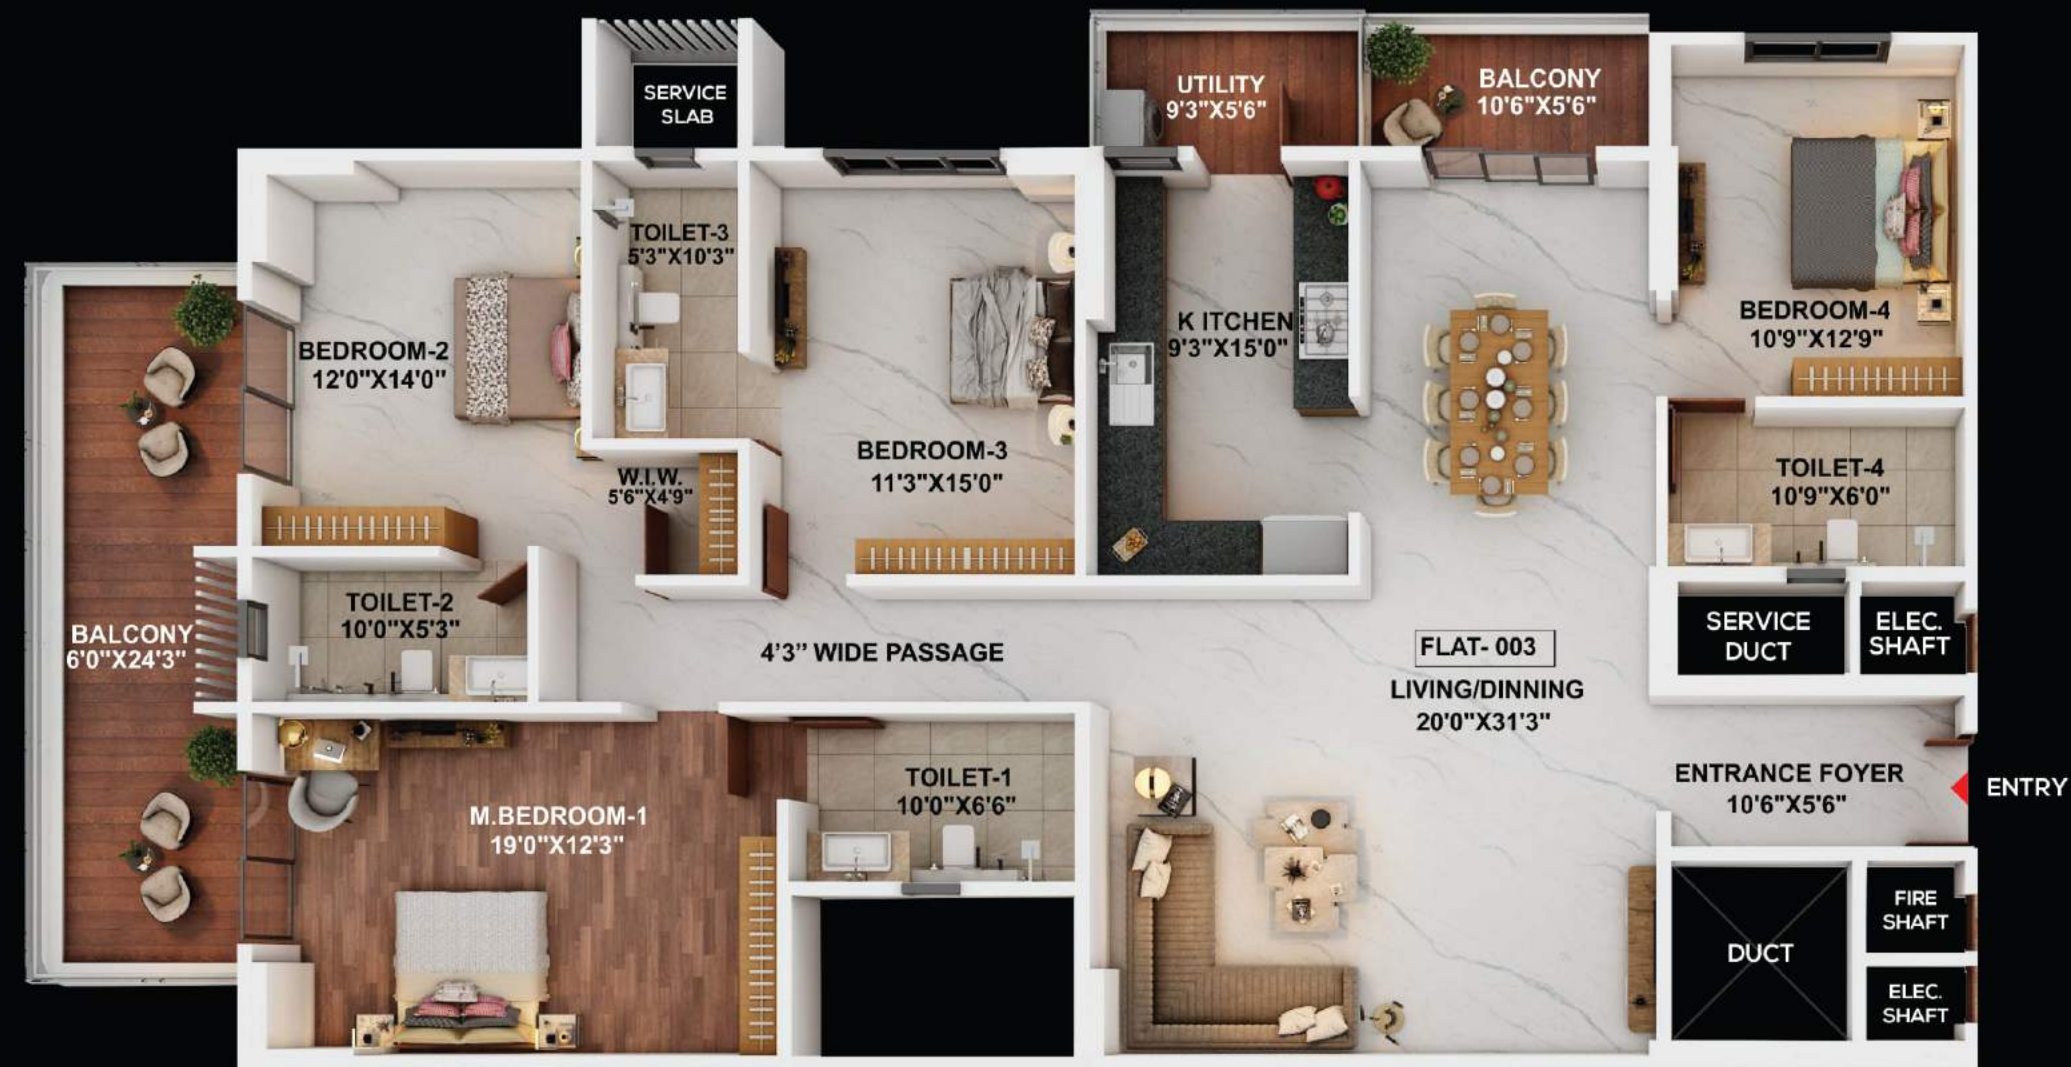 SERVICE
SLAB
UTILITY
9'3"X5'6"
BALCONY
10'6"X5'6"
TOILET-3
5'3"X10'3"
BEDROOM-2
12'0"X14'0"
K ITCHEN
9'3"X15'0"
BEDROOM-4
10'9"X12'9"
BEDROOM-3
11'3"X15'0"
W.I.W.
5'6"X4'9"
TOILET-4
10'9"X6'0"
TOILET-2
10'0"X5'3"
BALCONY
6'0"X24'3"
4’3” WIDE PASSAGE
FLAT- 003
LIVING/DINNING
20'0"X31'3"
SERVICE
DUCT
ELEC.
SHAFT
M.BEDROOM-1
19'0"X12'3"
TOILET-1
10'0"X6'6"
ENTRANCE FOYER
10'6"X5'6"
ENTRY
DUCT
FIRE
SHAFT
ELEC.
SHAFT